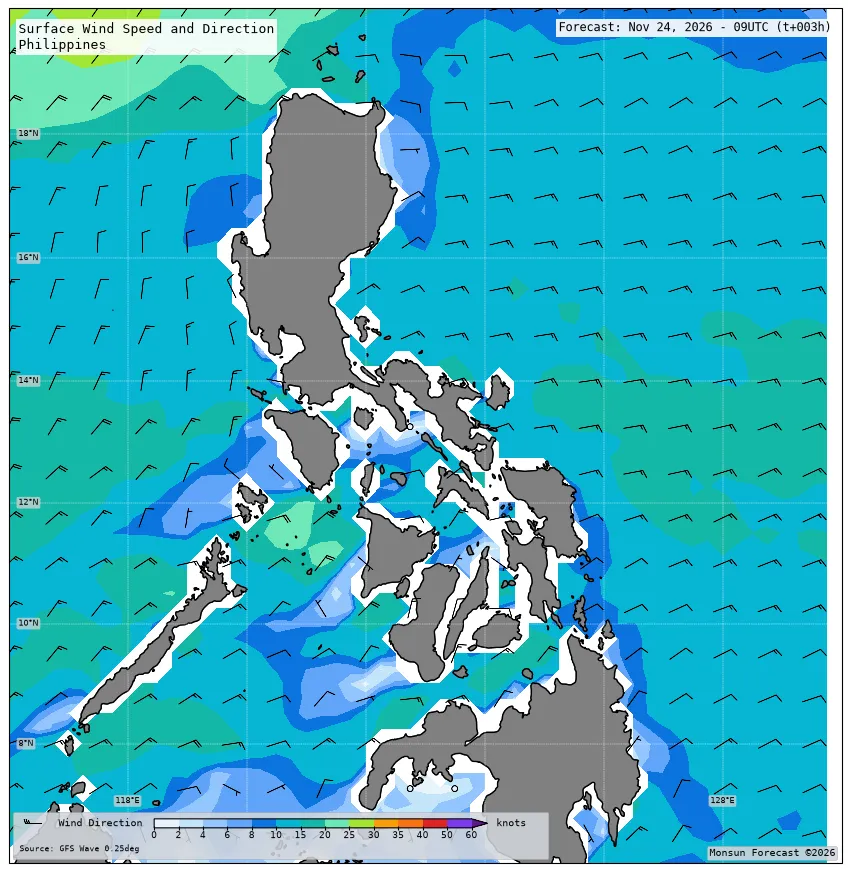 Surface Wind Speed and Direction
Philippines
Forecast: Nov 24, 2026 - 09UTC (t+003h)
18°N
16°N
14°N
12°N
10°N
8°N
118°E
128°E
Wind Direction
knots
0 2 4 6 8 10 15 20 25 30 35 40 50 60
Source: GFS Wave 0.25deg
Monsun Forecast ©2026